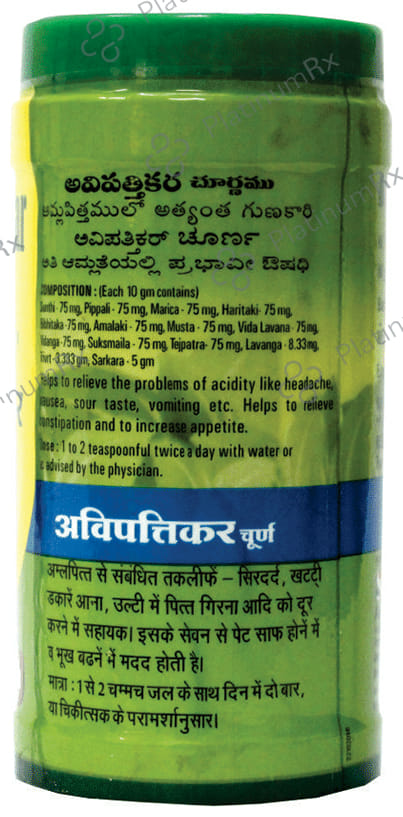 అవిపత్తికర చూర్ణము
ఆమ్లపిత్తములో అత్యంత గుణకారి
ಅವಿಪತ್ತಿಕರ್ ಚೂರ್ಣ
ಅತಿ ಆಮ್ಲತೆಯಲ್ಲಿ ಪ್ರಭಾವೀ ಔಷಧಿ
COMPOSITION : (Each 10 gm contains)
Sunthi - 75 mg, Pippali - 75 mg, Marica - 75 mg, Haritaki- 75 mg,
Bibhitaka -75 mg, Amalaki - 75 mg, Musta - 75 mg, Vida Lavana - 75mg,
Vidanga -75 mg, Suksmaila - 75 mg, Tejpatra- 75 mg, Lavanga - 8.33mg,
Trivrt -3.333 gm, Sarkara - 5 gm
Helps to relieve the problems of acidity like headache,
nausea, sour taste, vomiting etc. Helps to relieve
constipation and to increase appetite.
Dose : 1 to 2 teaspoonful twice a day with water or
as advised by the physician.
अविपत्तिकर चूर्ण
अम्लपित्त से संबंधित तकलीफें – सिरदर्द, खटटी
डकारें आना, उल्टी में पित्त गिरना आदि को दूर
करने में सहायक। इसके सेवन से पेट साफ होनें में
व भूख बढनें में मदद होती है।
मात्रा : 1 से 2 चम्मच जल के साथ दिन में दो बार,
या चिकीत्सक के परामर्शानुसार।
PlatinumRx